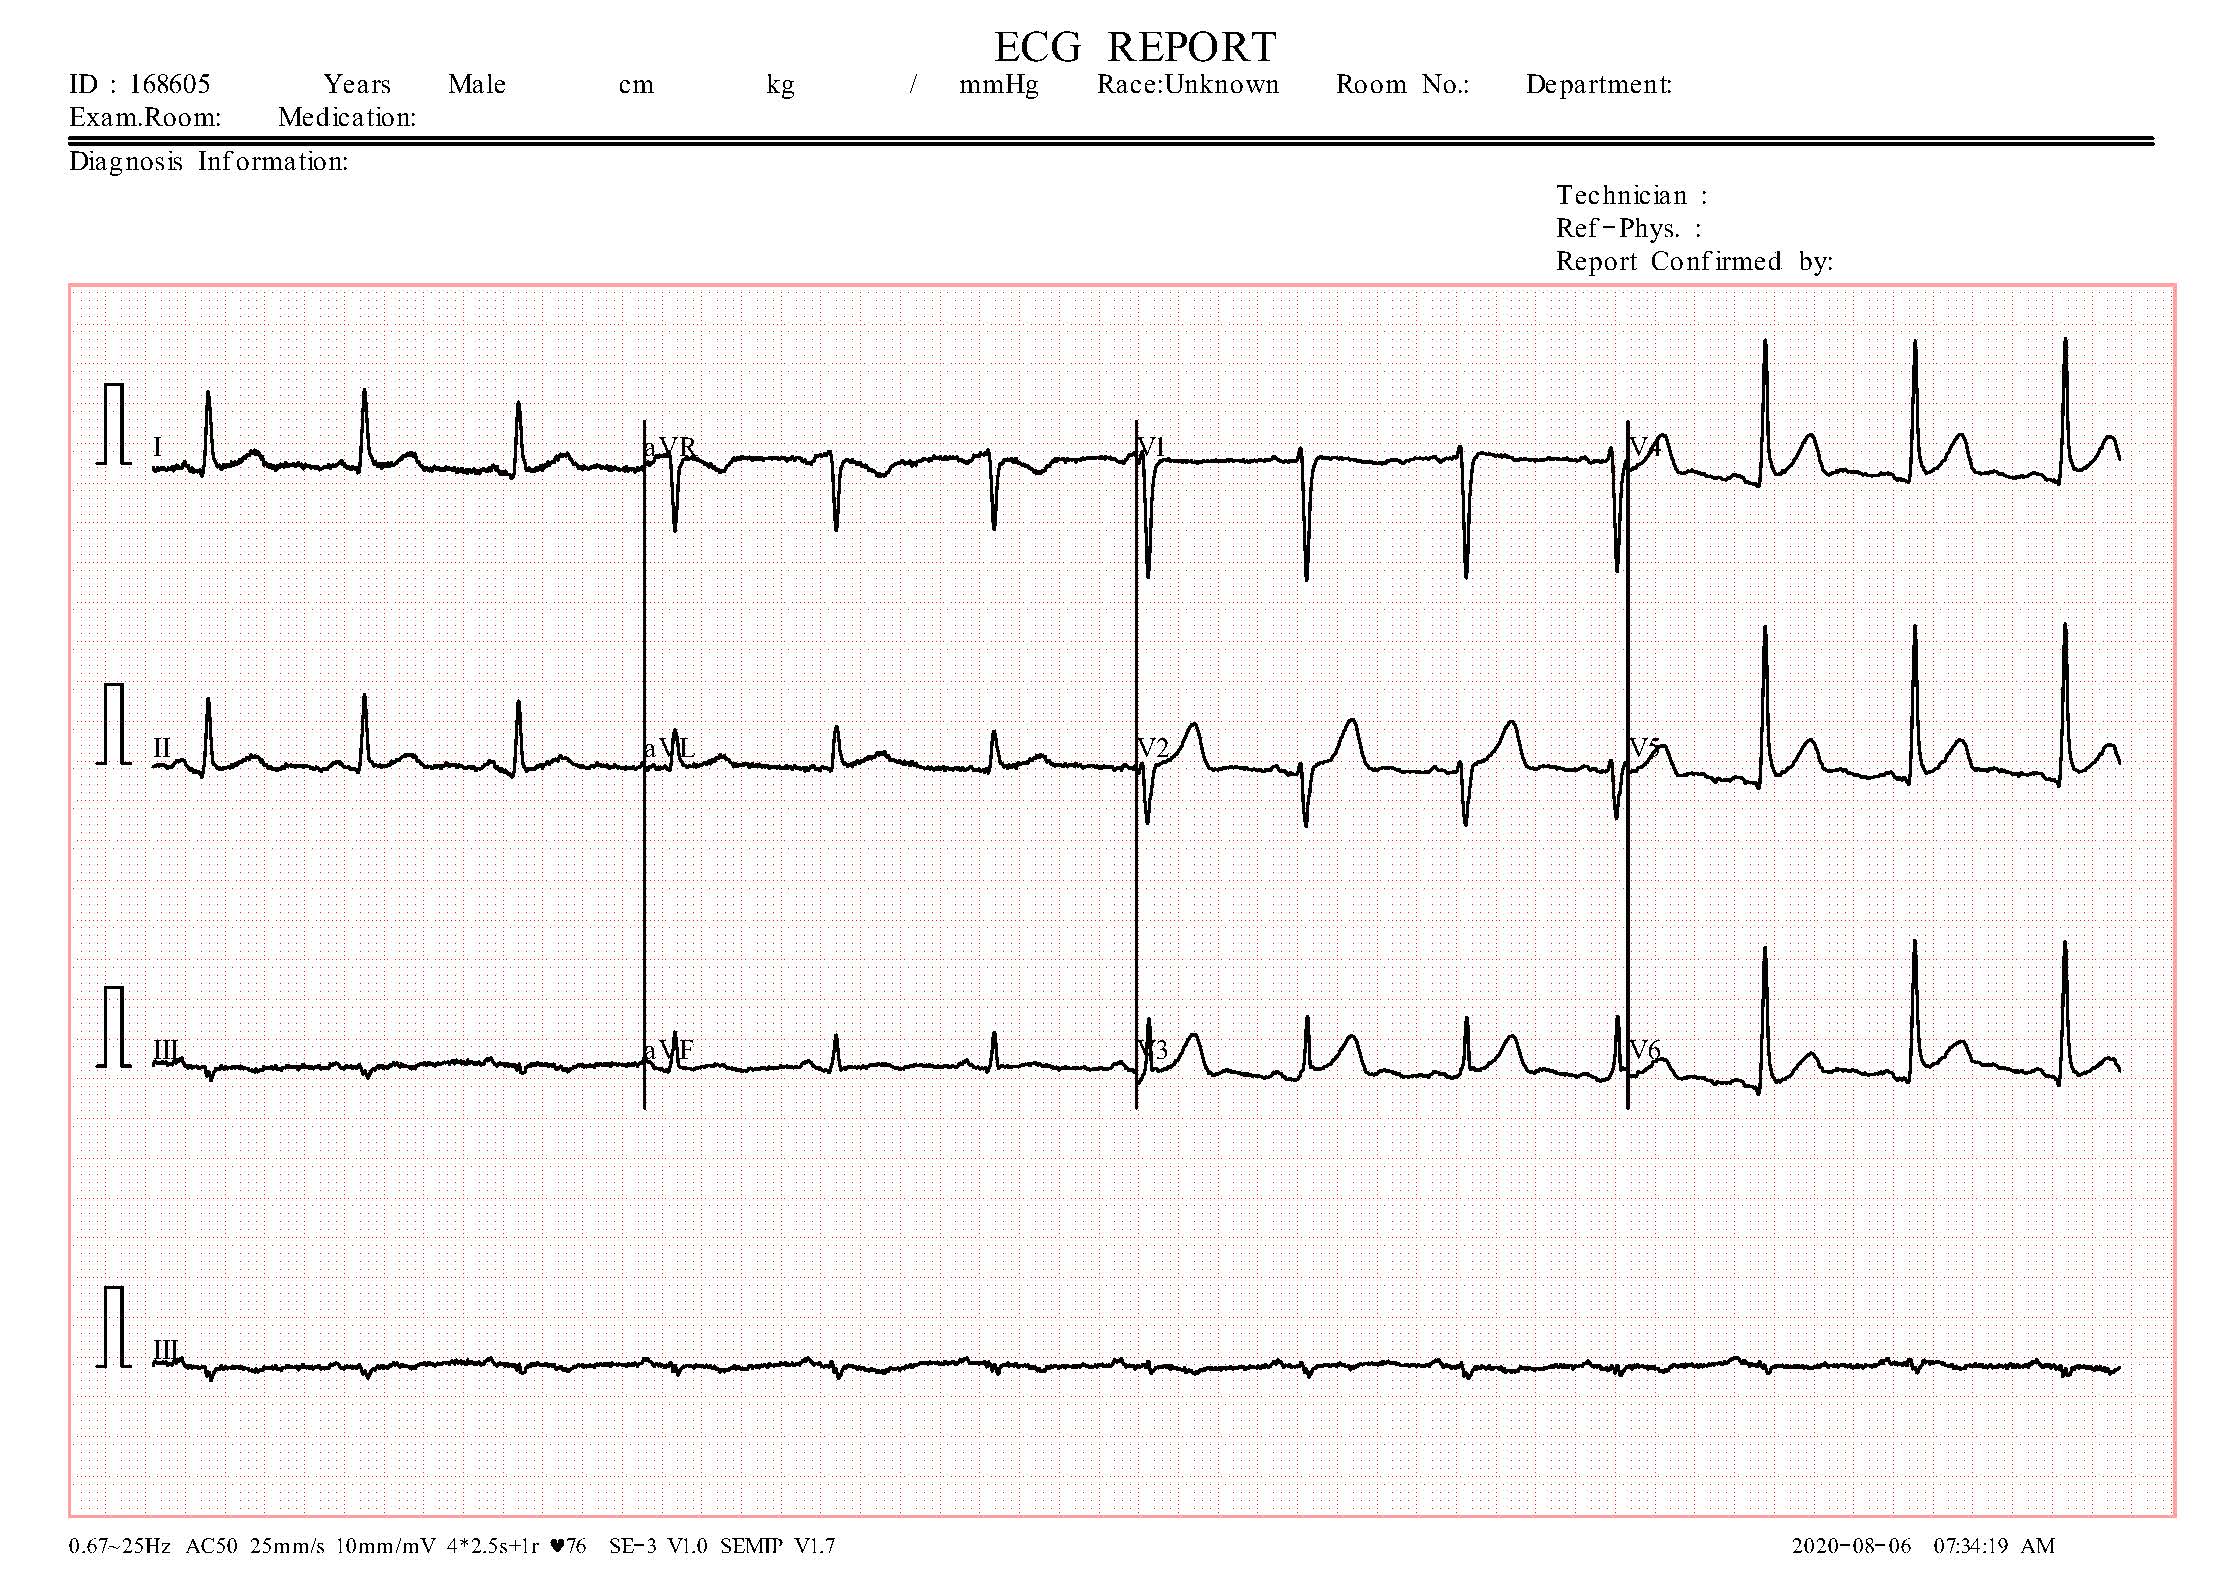 ECG REPORT
ID : 168605 Years Male cm kg / mmHg Race:Unknown Room No.: Department:
Exam.Room: Medication:
Diagnosis Information:
Technician :
Ref-Phys. :
Report Confirmed by:
I aVR V1 V4
II aVL V2 V5
III aVF V3 V6
III
0.67~25Hz AC50 25mm/s 10mm/mV 4*2.5s+1r ♥76 SE-3 V1.0 SEMIP V1.7 2020-08-06 07:34:19 AM